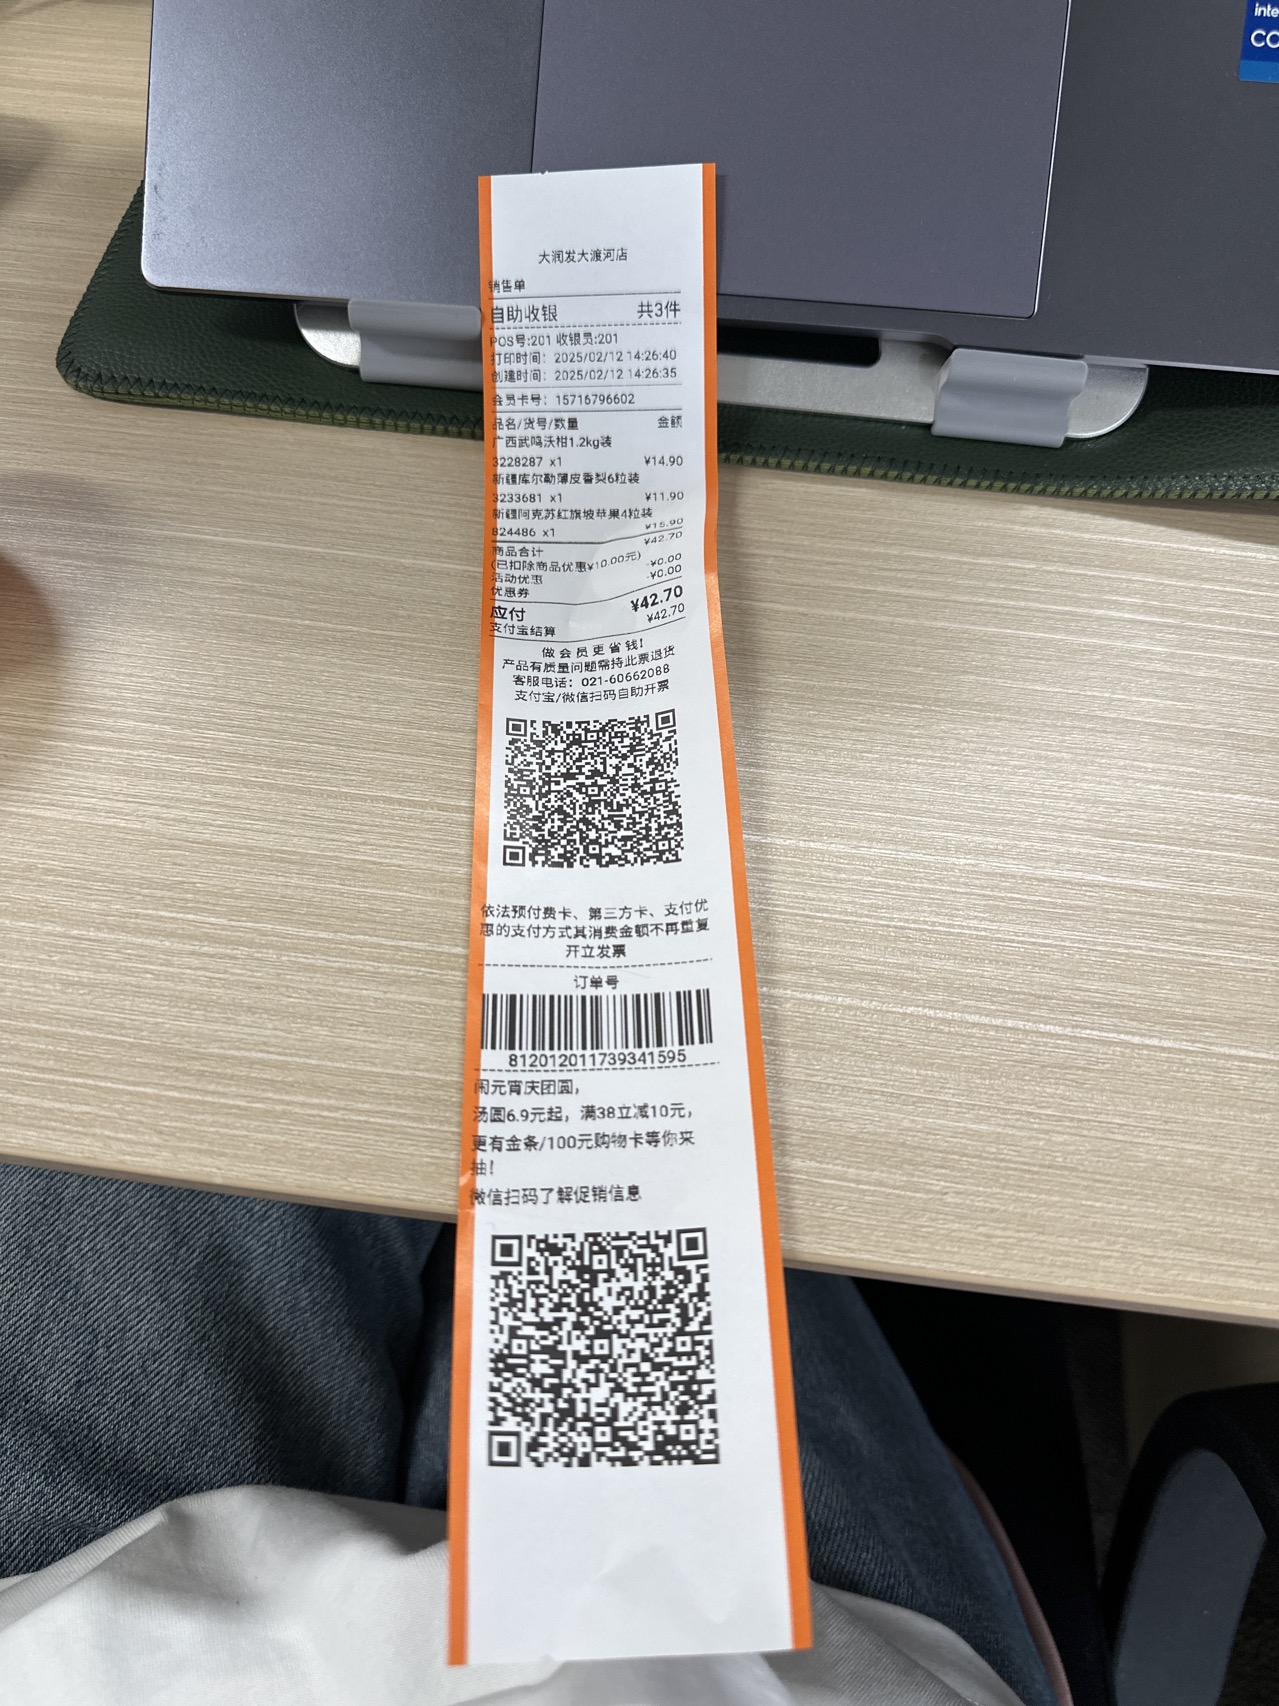 inte
CO
大润发大渡河店
销售单
自助收银 共3件
POS号:201 收银员:201
打印时间: 2025/02/12 14:26:40
创建时间: 2025/02/12 14:26:35
会员卡号: 15716796602
品名/货号/数量 金额
广西武鸣沃柑1.2kg装
3228287 x1 ¥14.90
新疆库尔勒薄皮香梨6粒装
3233681 x1 ¥11.90
新疆阿克苏红旗坡苹果4粒装
824486 x1 ¥15.90
商品合计 ¥42.70
(已扣除商品优惠¥10.00元)
活动优惠 -¥0.00
优惠券 -¥0.00
应付 ¥42.70
支付宝结算 ¥42.70
做会员更省钱!
产品有质量问题需持此票退货
客服电话: 021-60662088
支付宝/微信扫码自助开票
依法预付费卡、第三方卡、支付优
惠的支付方式其消费金额不再重复
开立发票
订单号
812012011739341595
闹元宵庆团圆,
汤圆6.9元起, 满38立减10元,
更有金条/100元购物卡等你来
抽!
微信扫码了解促销信息